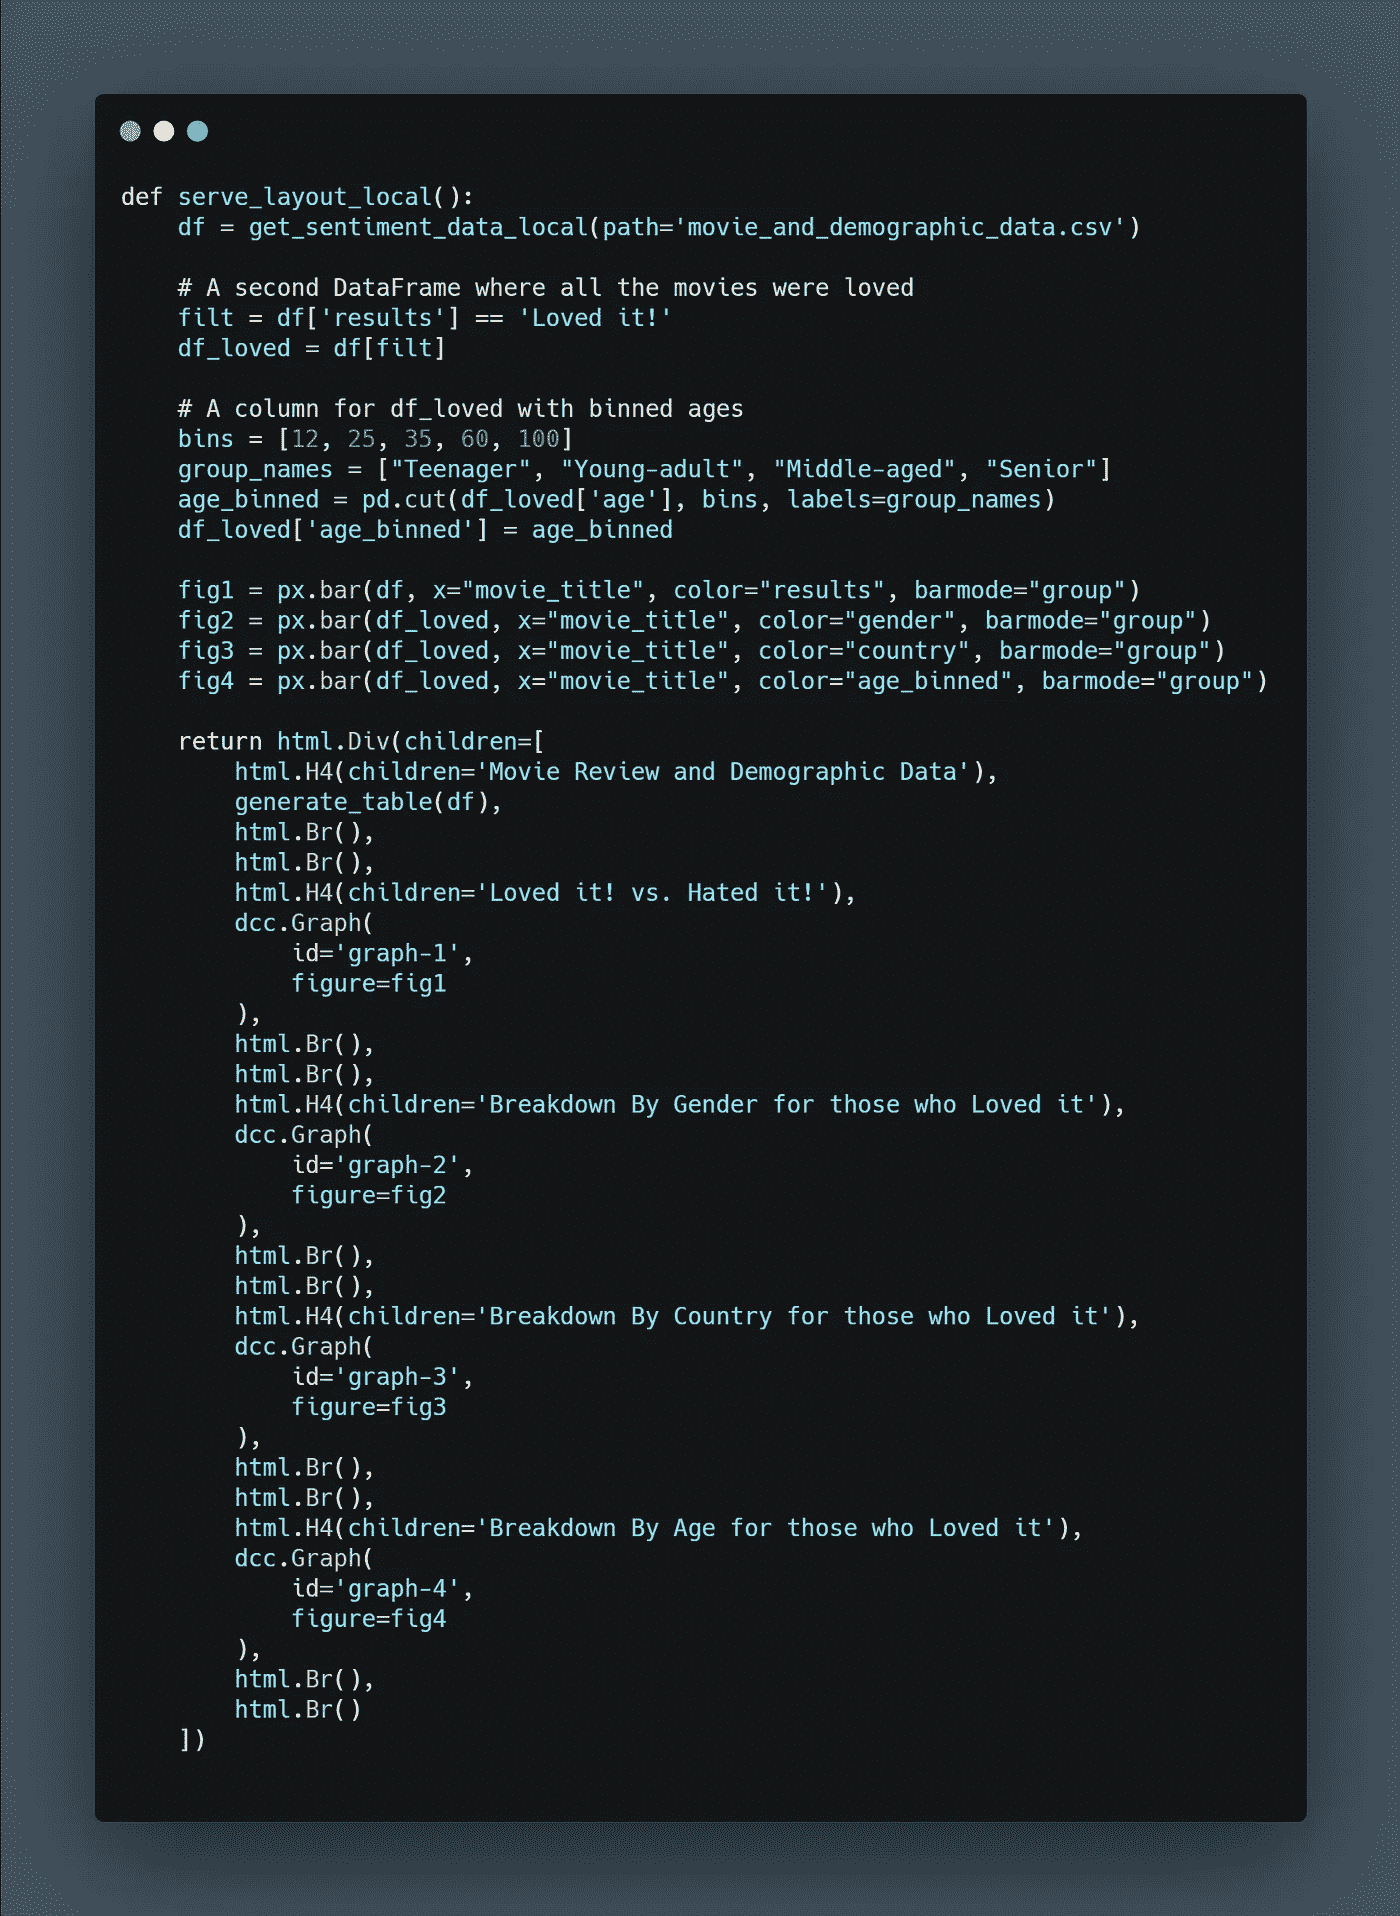 def serve_layout_local():
    df = get_sentiment_data_local(path='movie_and_demographic_data.csv')

    # A second DataFrame where all the movies were loved
    filt = df['results'] == 'Loved it!'
    df_loved = df[filt]

    # A column for df_loved with binned ages
    bins = [12, 25, 35, 60, 100]
    group_names = ["Teenager", "Young-adult", "Middle-aged", "Senior"]
    age_binned = pd.cut(df_loved['age'], bins, labels=group_names)
    df_loved['age_binned'] = age_binned

    fig1 = px.bar(df, x="movie_title", color="results", barmode="group")
    fig2 = px.bar(df_loved, x="movie_title", color="gender", barmode="group")
    fig3 = px.bar(df_loved, x="movie_title", color="country", barmode="group")
    fig4 = px.bar(df_loved, x="movie_title", color="age_binned", barmode="group")

    return html.Div(children=[
        html.H4(children='Movie Review and Demographic Data'),
        generate_table(df),
        html.Br(),
        html.Br(),
        html.H4(children='Loved it! vs. Hated it!'),
        dcc.Graph(
            id='graph-1',
            figure=fig1
        ),
        html.Br(),
        html.Br(),
        html.H4(children='Breakdown By Gender for those who Loved it'),
        dcc.Graph(
            id='graph-2',
            figure=fig2
        ),
        html.Br(),
        html.Br(),
        html.H4(children='Breakdown By Country for those who Loved it'),
        dcc.Graph(
            id='graph-3',
            figure=fig3
        ),
        html.Br(),
        html.Br(),
        html.H4(children='Breakdown By Age for those who Loved it'),
        dcc.Graph(
            id='graph-4',
            figure=fig4
        ),
        html.Br(),
        html.Br()
    ])